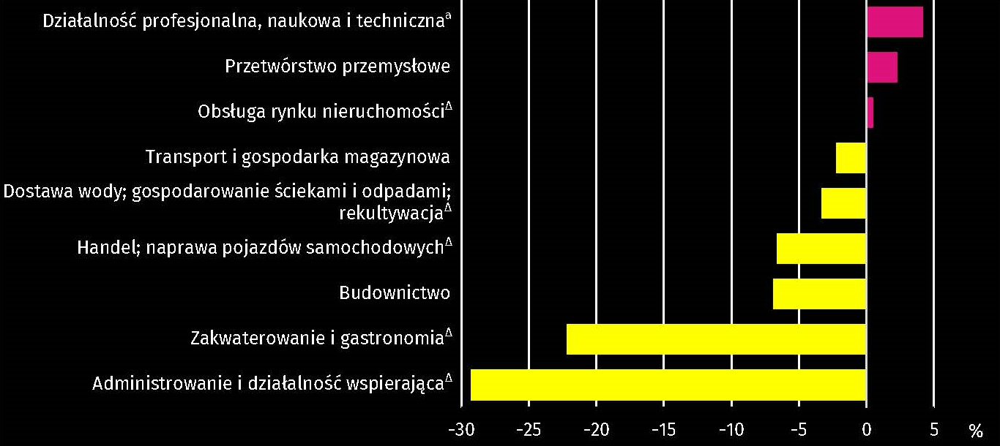 Działalność profesjonalna, naukowa i technicznaᵃ
Przetwórstwo przemysłowe
Obsługa rynku nieruchomości∆
Transport i gospodarka magazynowa
Dostawa wody; gospodarowanie ściekami i odpadami;
rekultywacja∆
Handel; naprawa pojazdów samochodowych∆
Budownictwo
Zakwaterowanie i gastronomia∆
Administrowanie i działalność wspierająca∆
-30 -25 -20 -15 -10 -5 0 5 %